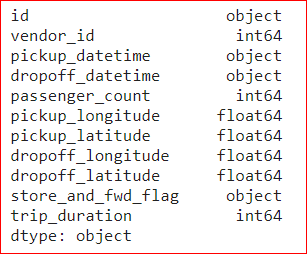 id object
vendor_id int64
pickup_datetime object
dropoff_datetime object
passenger_count int64
pickup_longitude float64
pickup_latitude float64
dropoff_longitude float64
dropoff_latitude float64
store_and_fwd_flag object
trip_duration int64
dtype: object